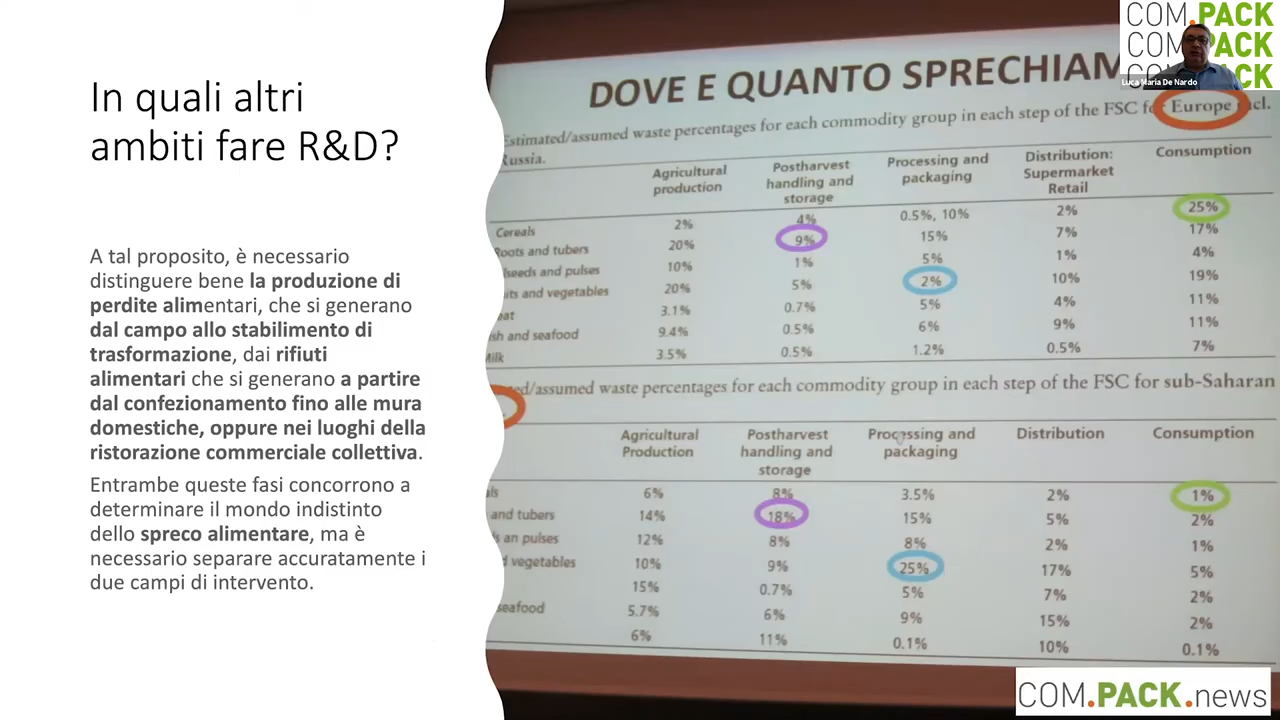 In quali altri
ambiti fare R&D?
A tal proposito, è necessario
distinguere bene la produzione di
perdite alimentari, che si generano
dal campo allo stabilimento di
trasformazione, dai rifiuti
alimentari che si generano a partire
dal confezionamento fino alle mura
domestiche, oppure nei luoghi della
ristorazione commerciale collettiva.
Entrambe queste fasi concorrono a
determinare il mondo indistinto
dello spreco alimentare, ma è
necessario separare accuratamente i
due campi di intervento.
COM.PACK
COM.PACK
COM.PACK
Luca Maria De Nardo
DOVE E QUANTO SPRECHIAM
Estimated/assumed waste percentages for each commodity group in each step of the FSC for Europe incl.
Russia.
Agricultural production Postharvest handling and storage Processing and packaging Distribution: Supermarket Retail Consumption
Cereals 2% 4% 0.5%, 10% 2% 25%
Roots and tubers 20% 9% 15% 7% 17%
lseeds and pulses 10% 1% 5% 1% 4%
its and vegetables 20% 5% 2% 10% 19%
eat 3.1% 0.7% 5% 4% 11%
sh and seafood 9.4% 0.5% 6% 9% 11%
Milk 3.5% 0.5% 1.2% 0.5% 7%
ed/assumed waste percentages for each commodity group in each step of the FSC for sub-Saharan
Agricultural Production Postharvest handling and storage Processing and packaging Distribution Consumption
ls 6% 8% 3.5% 2% 1%
and tubers 14% 18% 15% 5% 2%
s an pulses 12% 8% 8% 2% 1%
d vegetables 10% 9% 25% 17% 5%
15% 0.7% 5% 7% 2%
seafood 5.7% 6% 9% 15% 2%
6% 11% 0.1% 10% 0.1%
COM.PACK.news